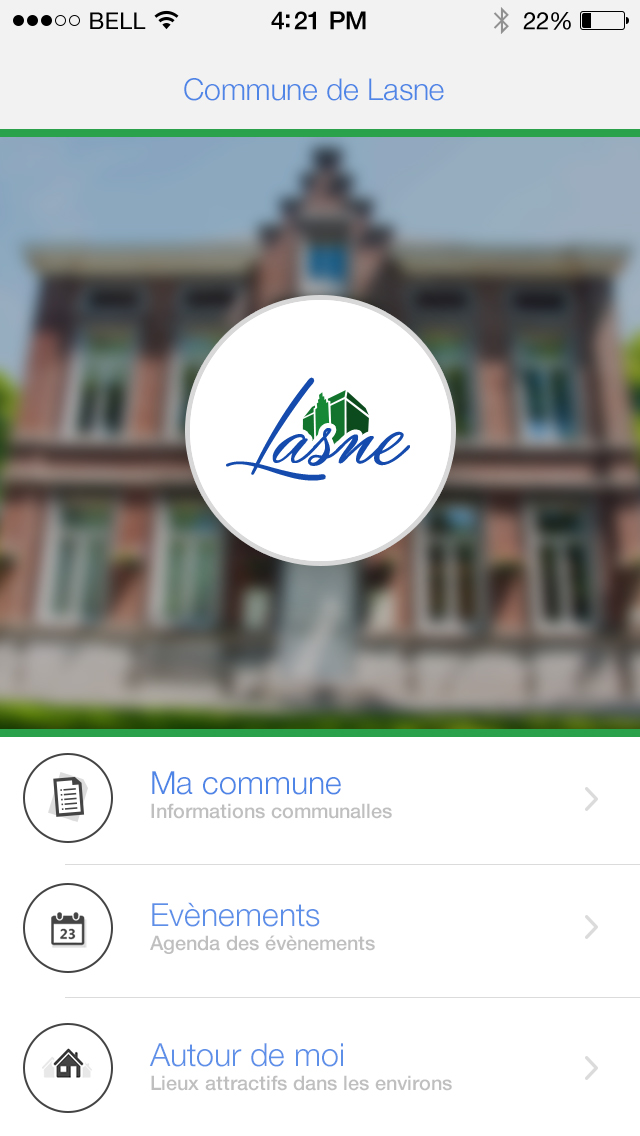 BELL 4:21 PM 22%
Commune de Lasne
Lasne
Ma commune
Informations communalles
23
Evènements
Agenda des évènements
Autour de moi
Lieux attractifs dans les environs